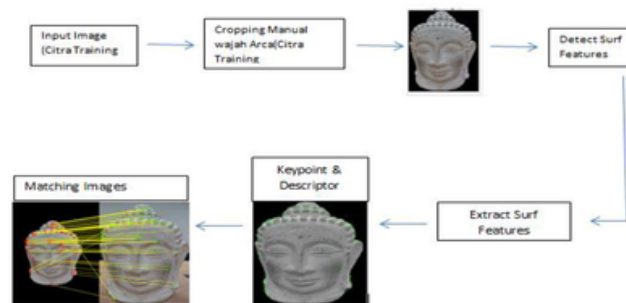 Input Image
(Citra Training
Cropping Manual
wajah Arca(Citra
Training
Detect Surf
Features
Extract Surf
Features
Keypoint &
Descriptor
Matching Images